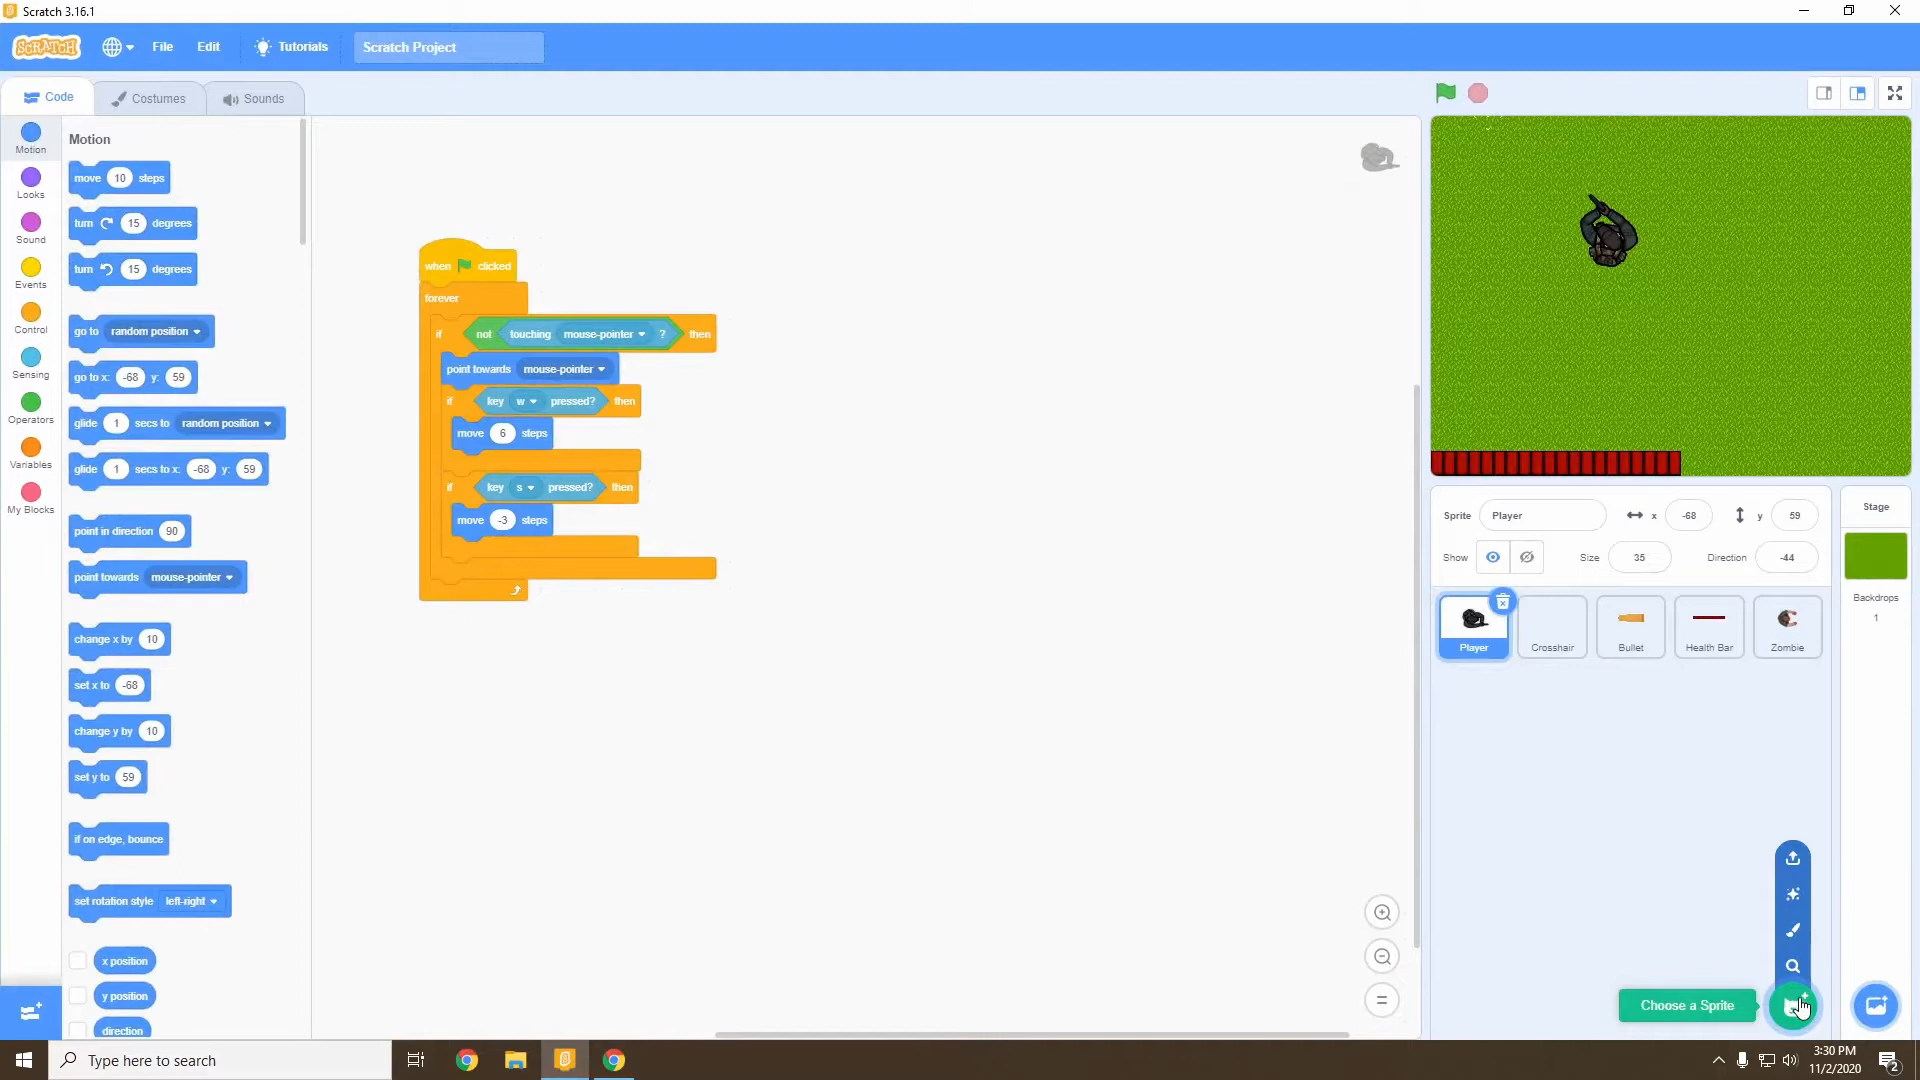 Scratch 3.16.1
SCRATCH File Edit Tutorials Scratch Project
Code Costumes Sounds
Motion
Looks
Sound
Events
Control
Sensing
Operators
Variables
My Blocks
Motion
move 10 steps
turn 15 degrees
turn 15 degrees
go to random position
go to x: -68 y: 59
glide 1 secs to random position
glide 1 secs to x: -68 y: 59
point in direction 90
point towards mouse-pointer
change x by 10
set x to -68
change y by 10
set y to 59
if on edge, bounce
set rotation style left-right
x position
y position
direction
when clicked
forever
if not touching mouse-pointer ? then
point towards mouse-pointer
if key w pressed? then
move 6 steps
if key s pressed? then
move -3 steps
Sprite Player x -68 y 59
Show Size 35 Direction -44
Player Crosshair Bullet Health Bar Zombie
Stage
Backdrops
1
Choose a Sprite
Type here to search
3:30 PM
11/2/2020
2